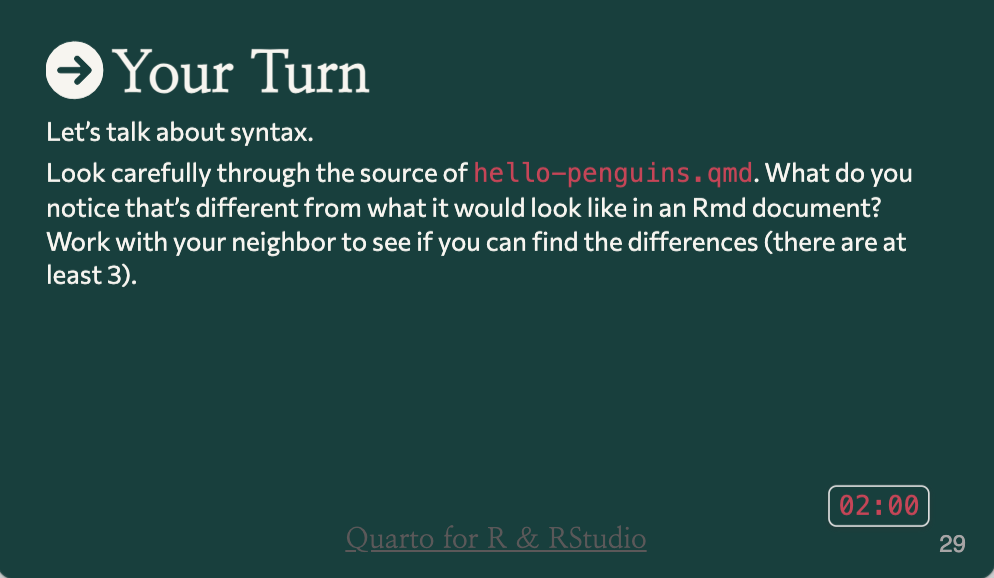 Your Turn
Let's talk about syntax.
Look carefully through the source of hello-penguins.qmd. What do you
notice that's different from what it would look like in an Rmd document?
Work with your neighbor to see if you can find the differences (there are at
least 3).
02:00
Quarto for R & RStudio
29